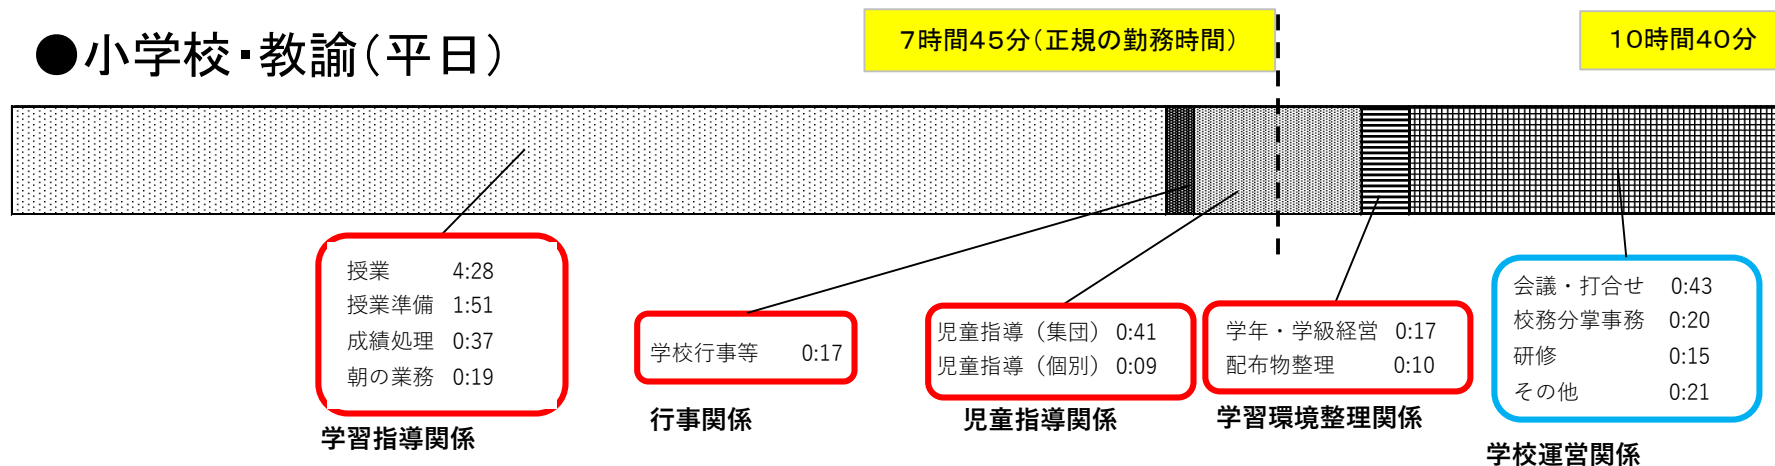 ●小学校・教諭（平日）
７時間４５分（正規の勤務時間）
１０時間４０分
授業 4:28
授業準備 1:51
成績処理 0:37
朝の業務 0:19
学習指導関係
学校行事等 0:17
行事関係
児童指導（集団） 0:41
児童指導（個別） 0:09
児童指導関係
学年・学級経営 0:17
配布物整理 0:10
学習環境整理関係
会議・打合せ 0:43
校務分掌事務 0:20
研修 0:15
その他 0:21
学校運営関係